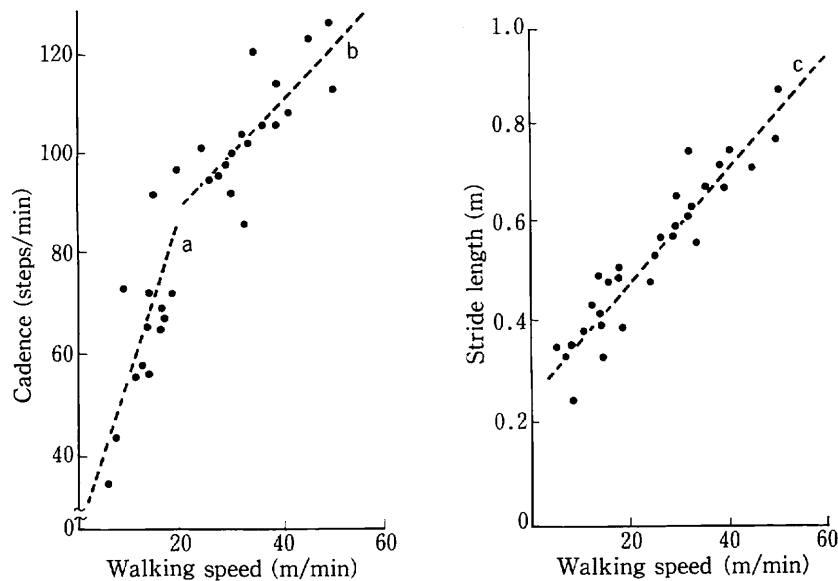 120
100
80
60
40
0
20
40
60
Cadence (steps/min)
Walking speed (m/min)
a
b
1.0
0.8
0.6
0.4
0.2
0
20
40
60
Stride length (m)
Walking speed (m/min)
c